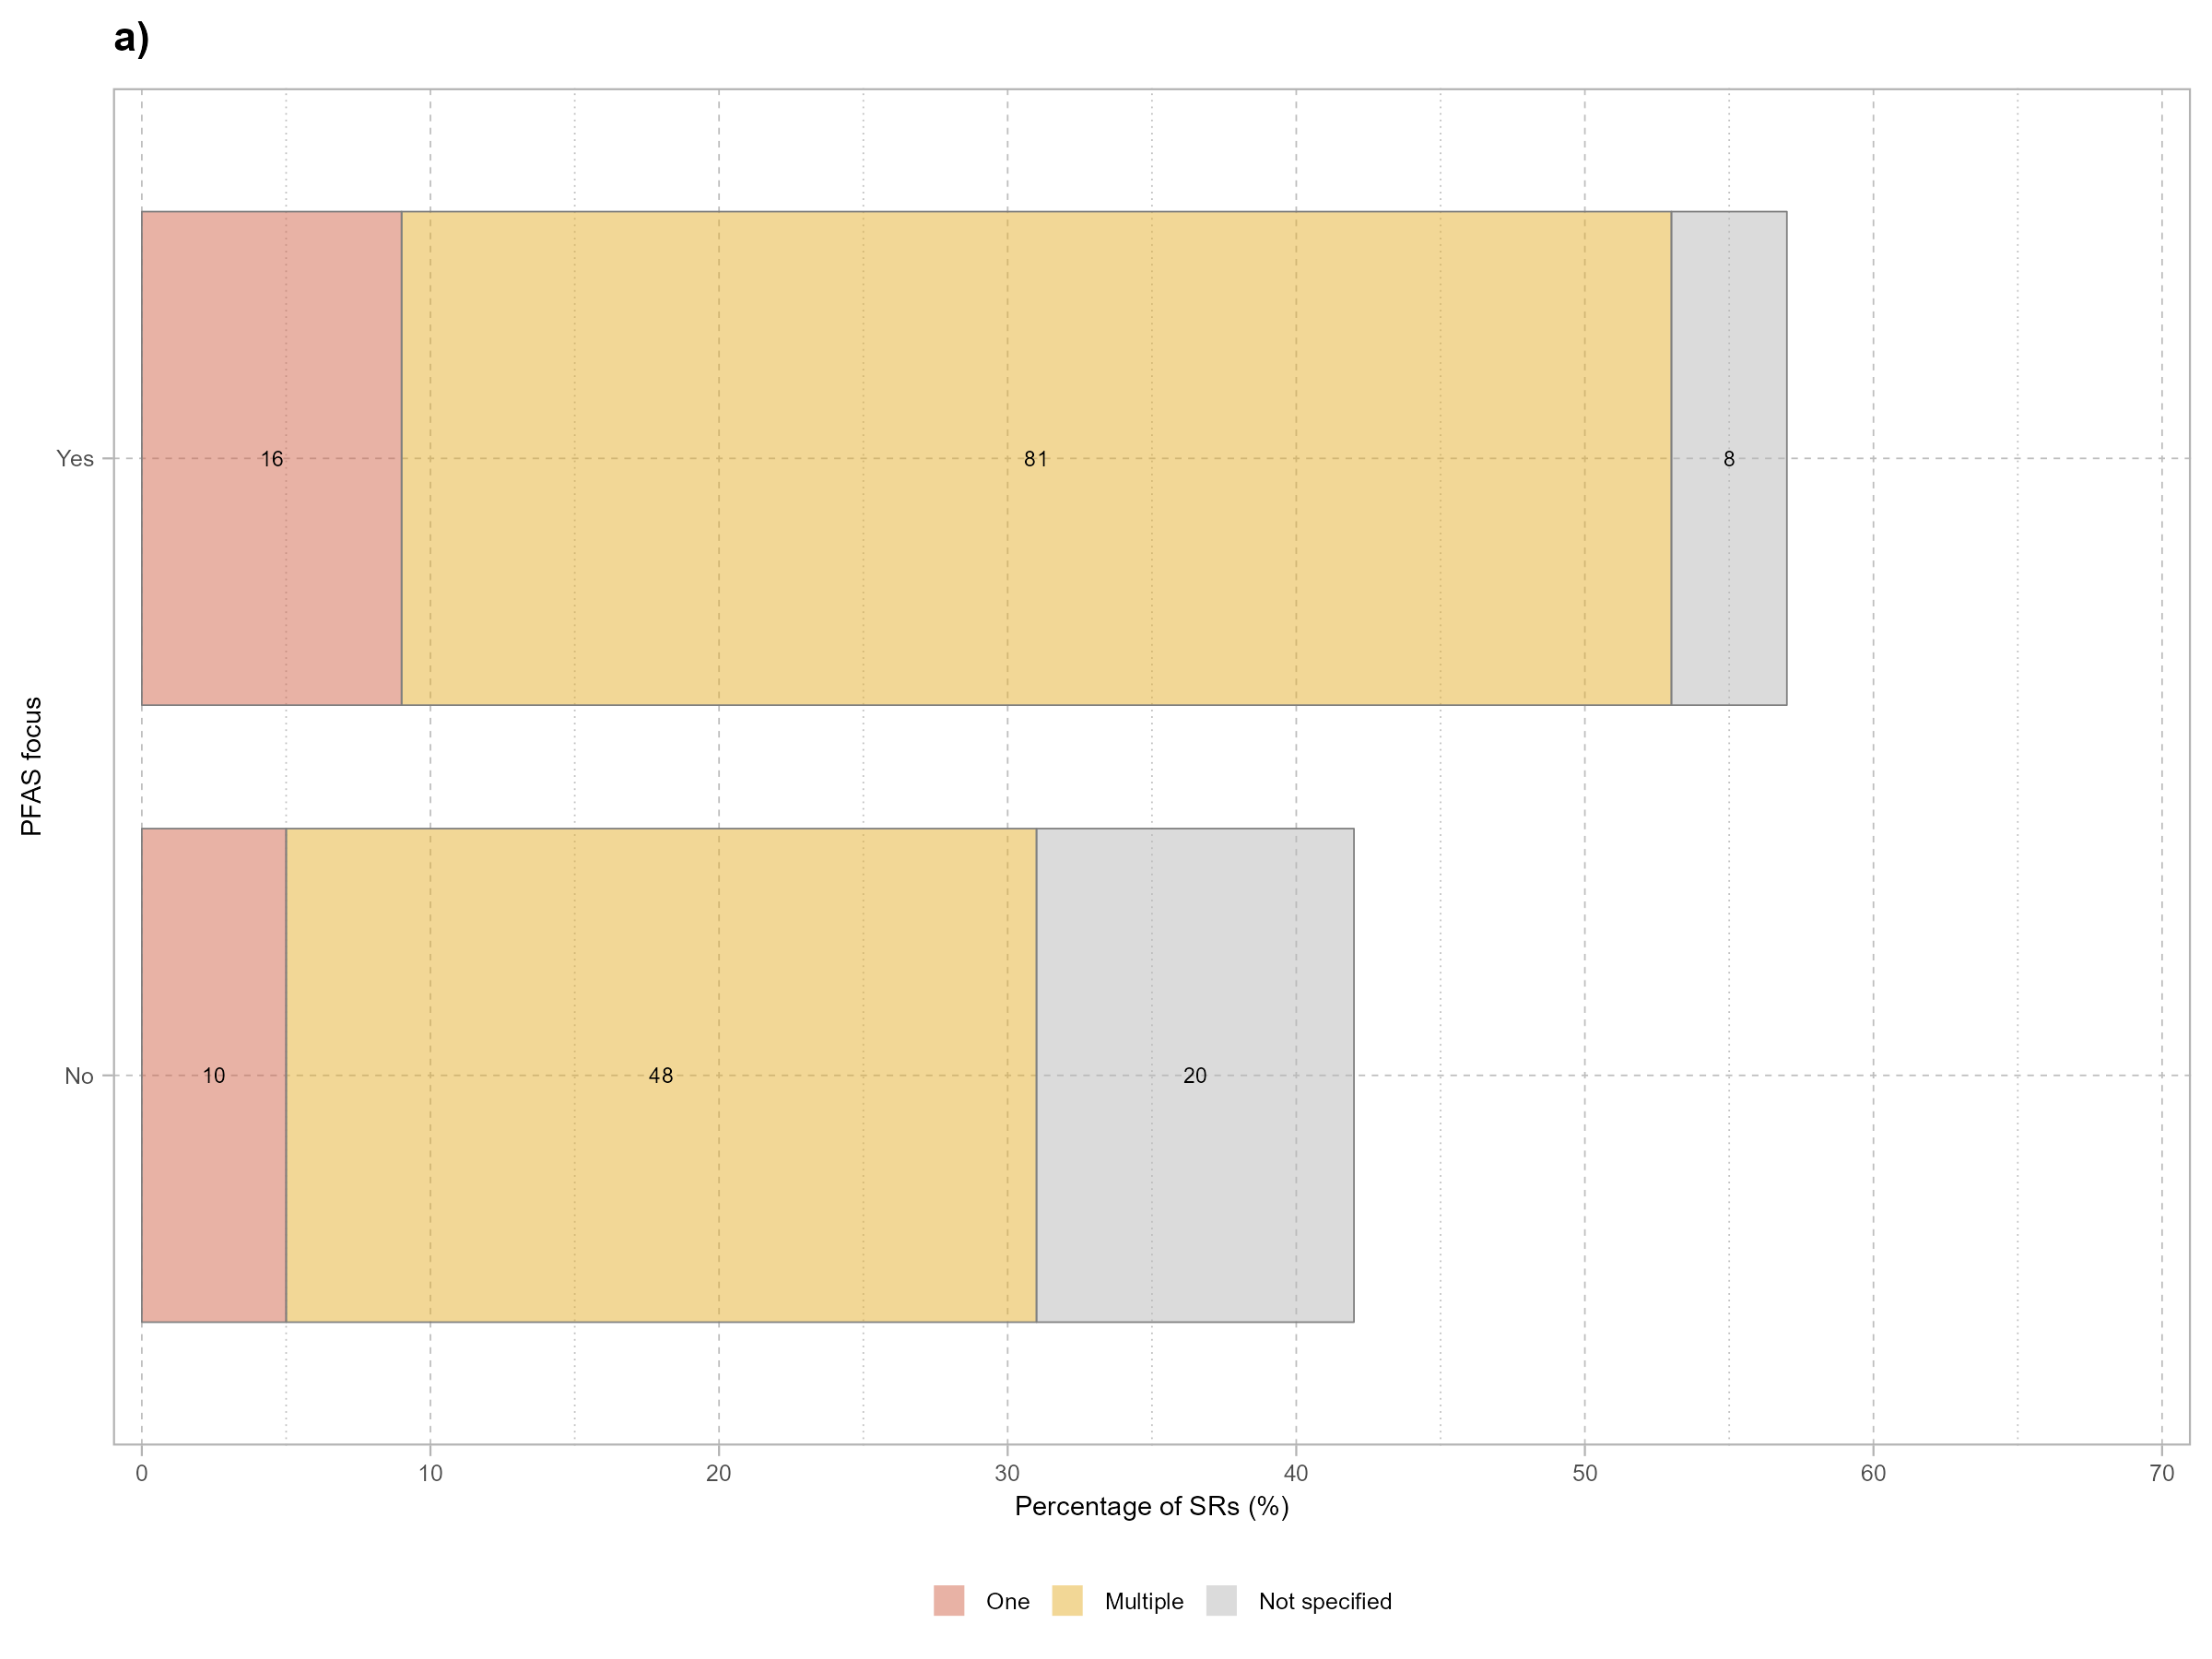 a)
PFAS focus
Yes
16
81
8
No
10
48
20
0 10 20 30 40 50 60 70
Percentage of SRs (%)
One Multiple Not specified